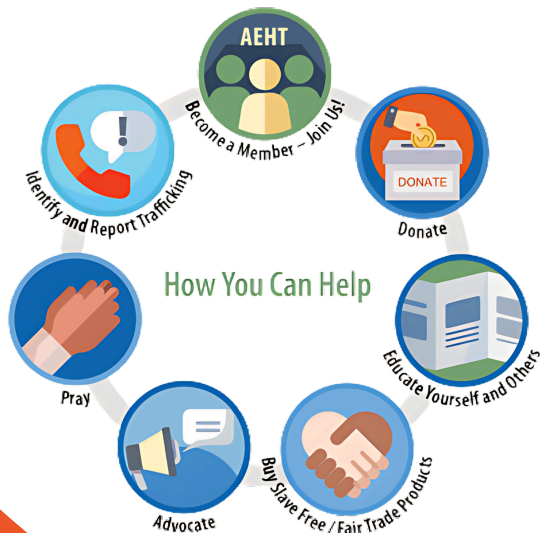 AEHT
Become a Member – Join Us!
DONATE
Donate
Educate Yourself and Others
Buy Slave Free / Fair Trade Products
Advocate
Pray
Identify and Report Trafficking
How You Can Help